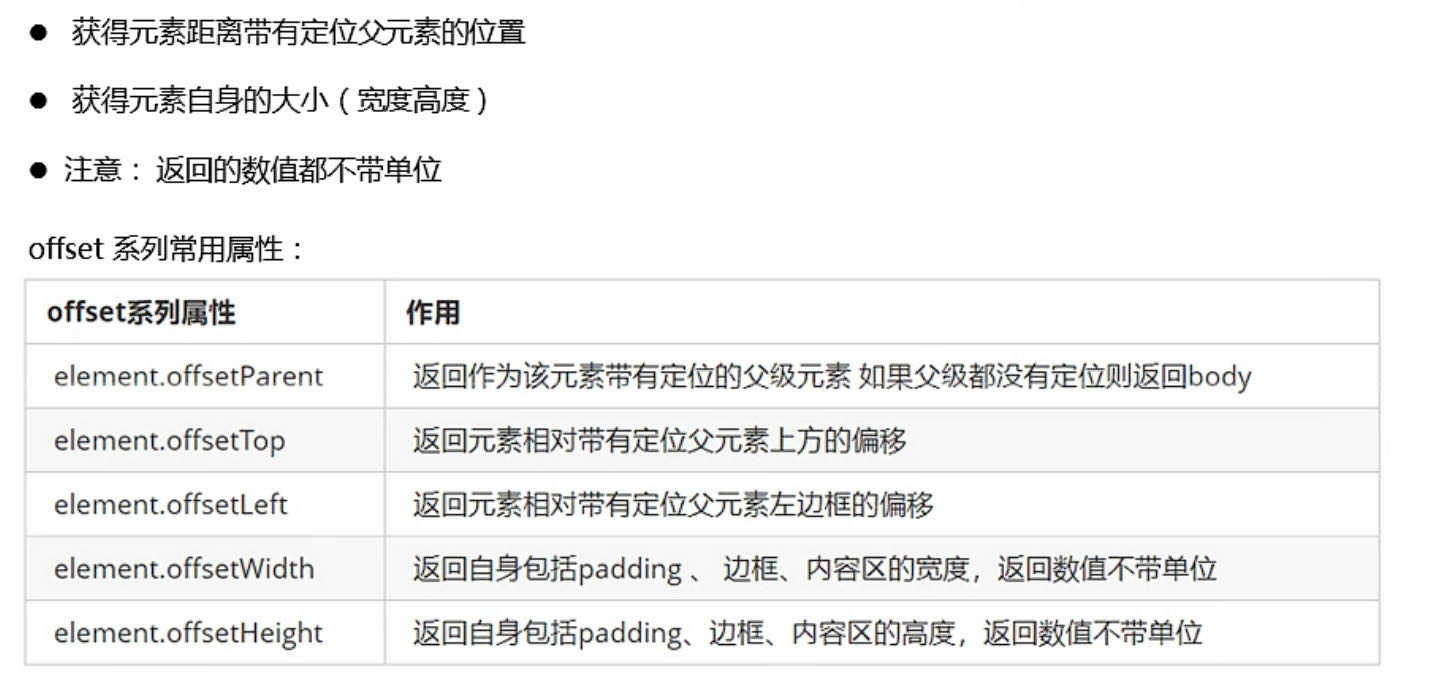 ● 获得元素距离带有定位父元素的位置
● 获得元素自身的大小（宽度高度）
● 注意： 返回的数值都不带单位
offset 系列常用属性：
offset系列属性 作用
element.offsetParent 返回作为该元素带有定位的父级元素 如果父级都没有定位则返回body
element.offsetTop 返回元素相对带有定位父元素上方的偏移
element.offsetLeft 返回元素相对带有定位父元素左边框的偏移
element.offsetWidth 返回自身包括padding 、 边框、内容区的宽度，返回数值不带单位
element.offsetHeight 返回自身包括padding、边框、内容区的高度，返回数值不带单位